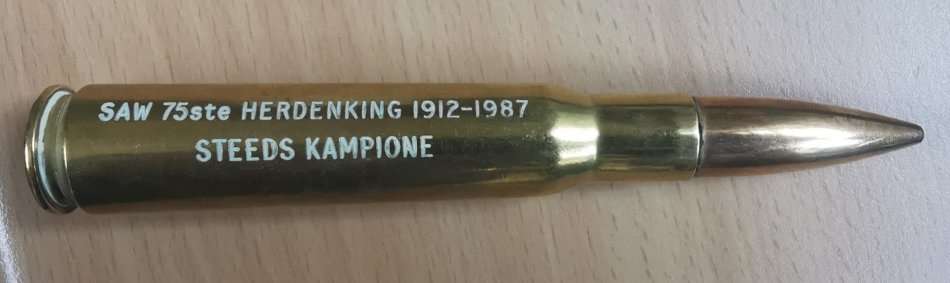 SAW 75ste HERDENKING 1912-1987
STEEDS KAMPIONE